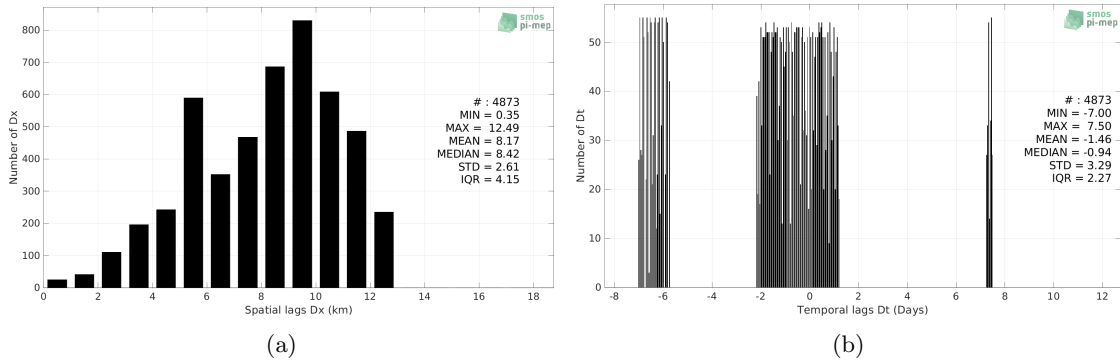 smos
pi-mep
800
700
600
500
400
300
200
100
0
Number of Dx
# : 4873
MIN = 0.35
MAX = 12.49
MEAN = 8.17
MEDIAN = 8.42
STD = 2.61
IQR = 4.15
0 2 4 6 8 10 12 14 16 18
Spatial lags Dx (km)
(a)
smos
pi-mep
50
40
30
20
10
0
Number of Dt
# : 4873
MIN = -7.00
MAX = 7.50
MEAN = -1.46
MEDIAN = -0.94
STD = 3.29
IQR = 2.27
-8 -6 -4 -2 0 2 4 6 8 10 12
Temporal lags Dt (Days)
(b)